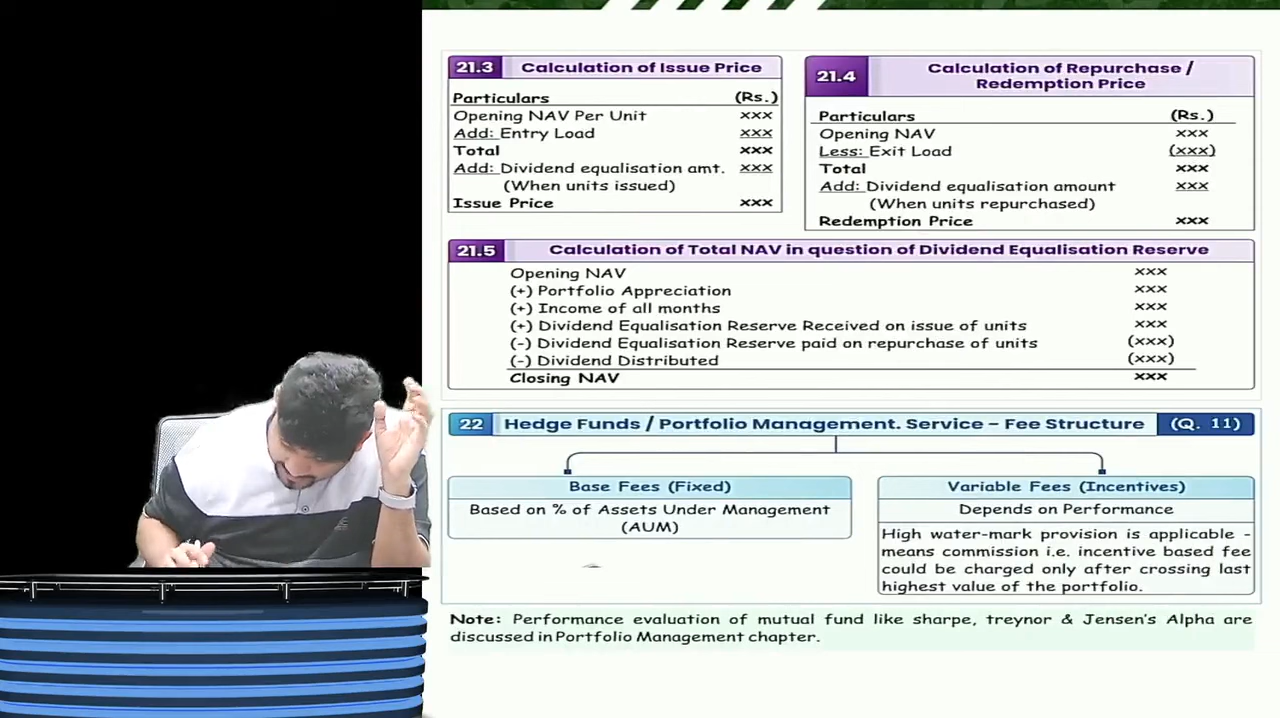 21.3 Calculation of Issue Price
Particulars (Rs.)
Opening NAV Per Unit xxx
Add: Entry Load xxx
Total xxx
Add: Dividend equalisation amt. xxx
(When units issued)
Issue Price xxx
21.4 Calculation of Repurchase /
Redemption Price
Particulars (Rs.)
Opening NAV xxx
Less: Exit Load (xxx)
Total xxx
Add: Dividend equalisation amount xxx
(When units repurchased)
Redemption Price xxx
21.5 Calculation of Total NAV in question of Dividend Equalisation Reserve
Opening NAV xxx
(+) Portfolio Appreciation xxx
(+) Income of all months xxx
(+) Dividend Equalisation Reserve Received on issue of units xxx
(-) Dividend Equalisation Reserve paid on repurchase of units (xxx)
(-) Dividend Distributed (xxx)
Closing NAV xxx
22 Hedge Funds / Portfolio Management. Service - Fee Structure (Q. 11)
Base Fees (Fixed)
Based on % of Assets Under Management
(AUM)
Variable Fees (Incentives)
Depends on Performance
High water-mark provision is applicable -
means commission i.e. incentive based fee
could be charged only after crossing last
highest value of the portfolio.
Note: Performance evaluation of mutual fund like sharpe, treynor & Jensen's Alpha are
discussed in Portfolio Management chapter.